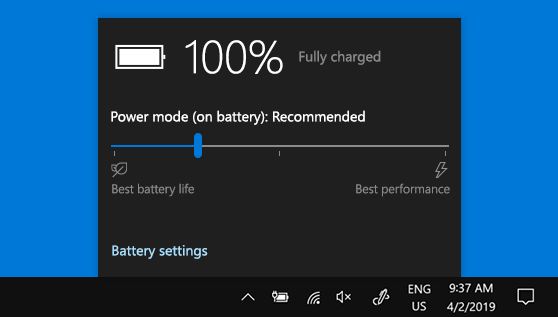 100% Fully charged
Power mode (on battery): Recommended
Best battery life Best performance
Battery settings
ENG 9:37 AM
US 4/2/2019